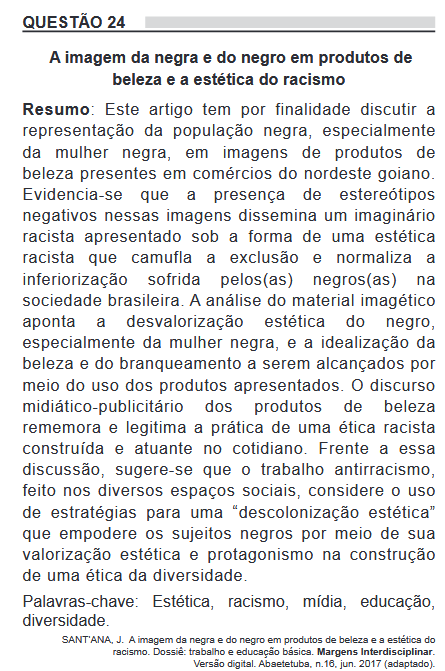 QUESTÃO 24
A imagem da negra e do negro em produtos de
beleza e a estética do racismo
Resumo: Este artigo tem por finalidade discutir a
representação da população negra, especialmente
da mulher negra, em imagens de produtos de
beleza presentes em comércios do nordeste goiano.
Evidencia-se que a presença de estereótipos
negativos nessas imagens dissemina um imaginário
racista apresentado sob a forma de uma estética
racista que camufla a exclusão e normaliza a
inferiorização sofrida pelos(as) negros(as) na
sociedade brasileira. A análise do material imagético
aponta a desvalorização estética do negro,
especialmente da mulher negra, e a idealização da
beleza e do branqueamento a serem alcançados por
meio do uso dos produtos apresentados. O discurso
midiático-publicitário dos produtos de beleza
rememora e legitima a prática de uma ética racista
construída e atuante no cotidiano. Frente a essa
discussão, sugere-se que o trabalho antirracismo,
feito nos diversos espaços sociais, considere o uso
de estratégias para uma “descolonização estética”
que empodere os sujeitos negros por meio de sua
valorização estética e protagonismo na construção
de uma ética da diversidade.
Palavras-chave: Estética, racismo, mídia, educação,
diversidade.
SANT’ANA, J. A imagem da negra e do negro em produtos de beleza e a estética do
racismo. Dossiê: trabalho e educação básica. Margens Interdisciplinar.
Versão digital. Abaetetuba, n.16, jun. 2017 (adaptado).